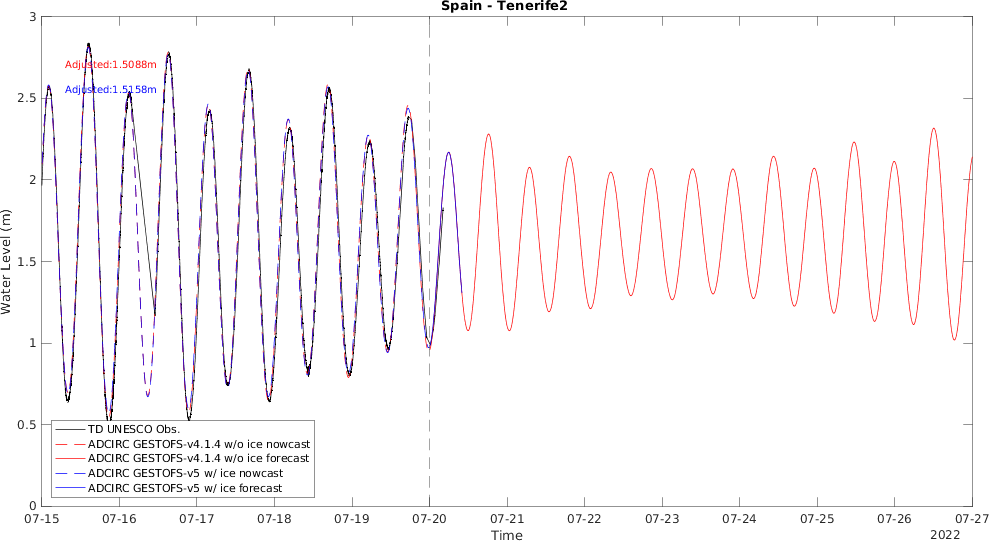 Spain - Tenerife2
3
Adjusted:1.5088m
Adjusted:1.5158m
2.5
2
Water Level (m)
1.5
1
0.5
0
TD UNESCO Obs.
ADCIRC GESTOFS-v4.1.4 w/o ice nowcast
ADCIRC GESTOFS-v4.1.4 w/o ice forecast
ADCIRC GESTOFS-v5 w/ ice nowcast
ADCIRC GESTOFS-v5 w/ ice forecast
07-15 07-16 07-17 07-18 07-19 07-20 07-21 07-22 07-23 07-24 07-25 07-26 07-27
Time
2022